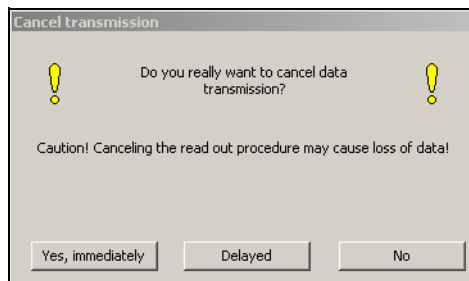 Cancel transmission
Do you really want to cancel data
transmission?
Caution! Canceling the read out procedure may cause loss of data!
Yes, immediately
Delayed
No